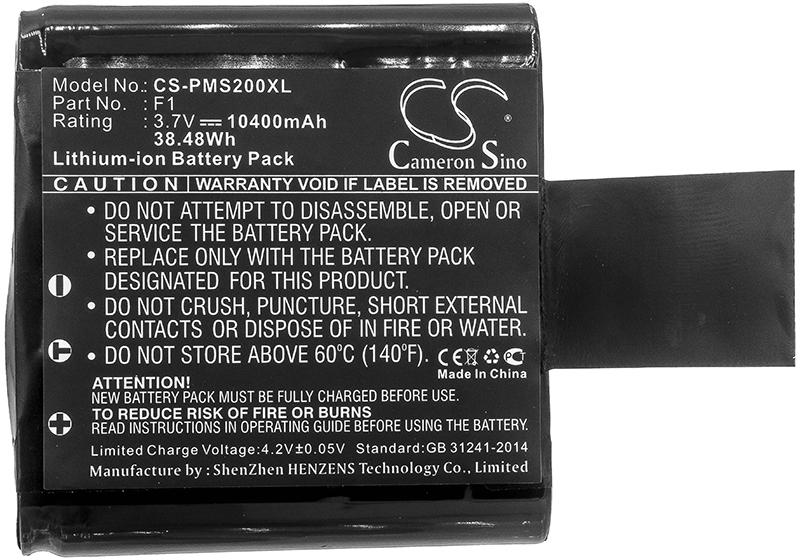 Model No.: CS-PMS200XL
Part No. : F1
Rating : 3.7V 10400mAh
38.48Wh
Lithium-ion Battery Pack
CS
®
Cameron Sino
CAUTION WARRANTY VOID IF LABEL IS REMOVED
• DO NOT ATTEMPT TO DISASSEMBLE, OPEN OR
SERVICE THE BATTERY PACK.
• REPLACE ONLY WITH THE BATTERY PACK
DESIGNATED FOR THIS PRODUCT.
• DO NOT CRUSH, PUNCTURE, SHORT EXTERNAL
CONTACTS OR DISPOSE OF IN FIRE OR WATER.
• DO NOT STORE ABOVE 60°C (140°F). CE PC
Made In China
ATTENTION:
NEW BATTERY PACK MUST BE FULLY CHARGED BEFORE USE.
TO REDUCE RISK OF FIRE OR BURNS
READ INSTRUCTIONS IN OPERATING GUIDE BEFORE USING THE BATTERY.
Limited Charge Voltage:4.2V±0.05V Standard:GB 31241-2014
Manufacturer: ShenZhen HENZENS Technology Co., Limited
- T +